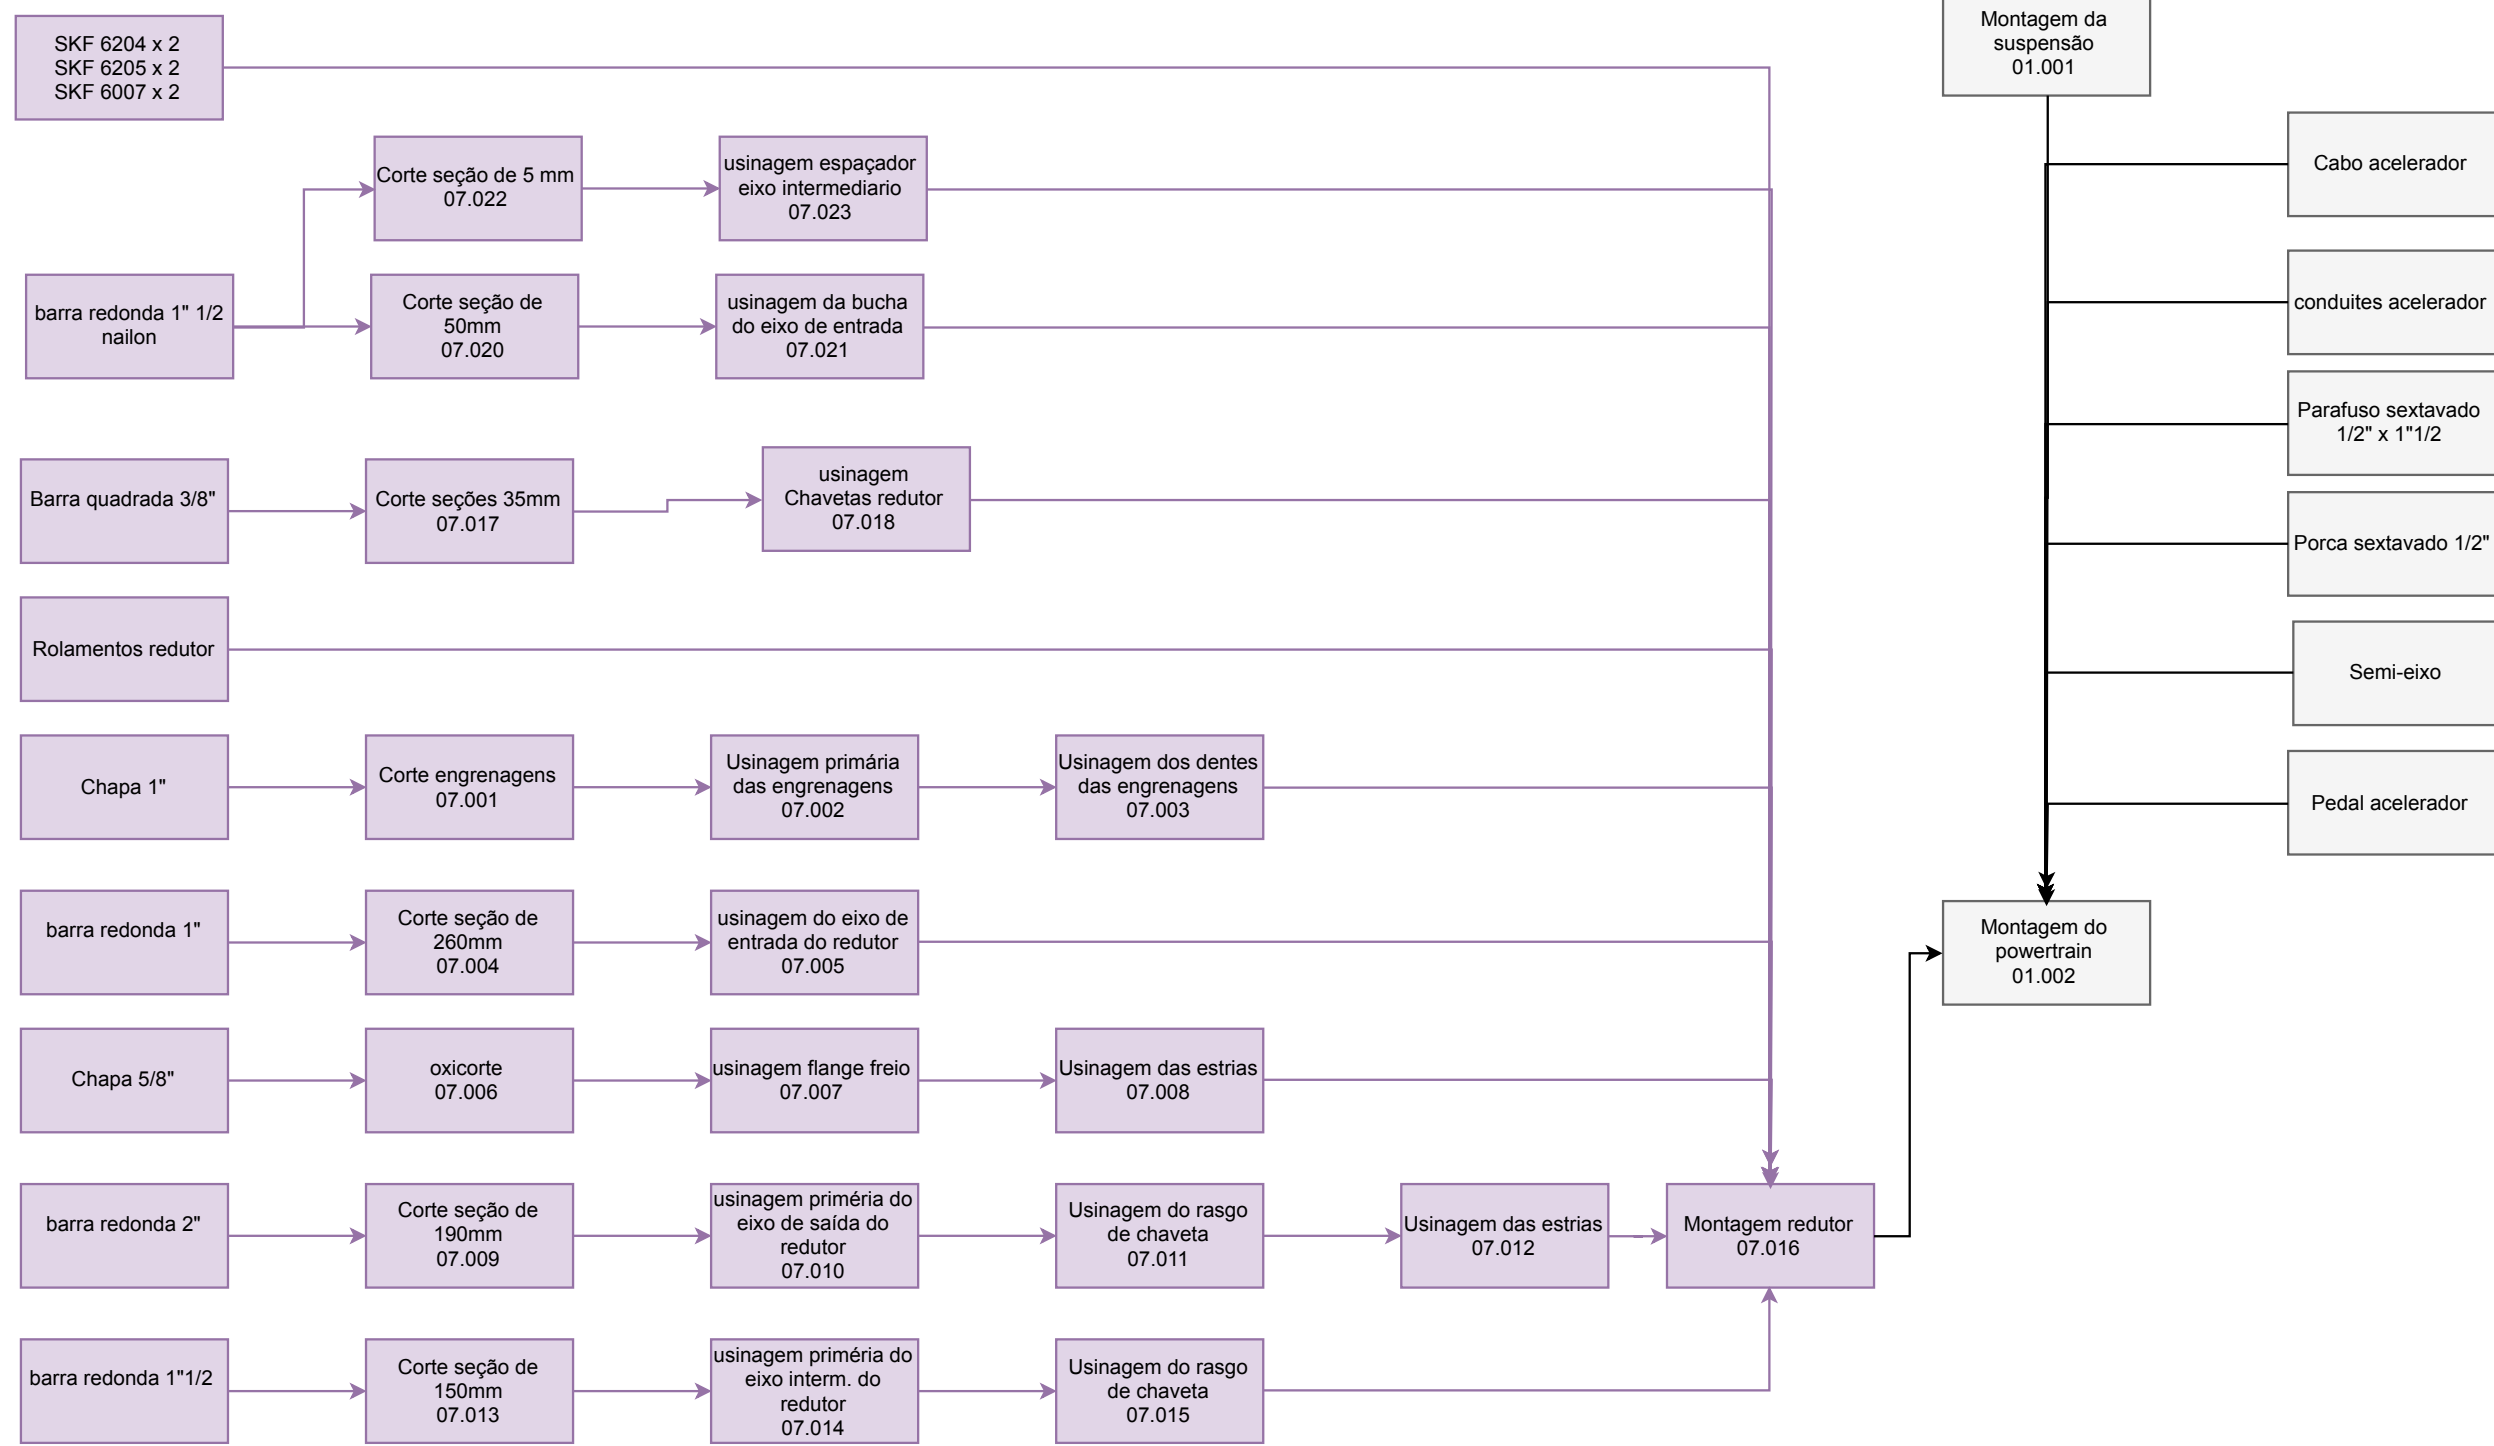 SKF 6204 x 2
SKF 6205 x 2
SKF 6007 x 2
Montagem da
suspensão
01.001
Corte seção de 5 mm
07.022
usinagem espaçador
eixo intermediario
07.023
Cabo acelerador
barra redonda 1" 1/2
nailon
Corte seção de
50mm
07.020
usinagem da bucha
do eixo de entrada
07.021
conduites acelerador
Parafuso sextavado
1/2" x 1"1/2
Barra quadrada 3/8"
Corte seções 35mm
07.017
usinagem
Chavetas redutor
07.018
Porca sextavado 1/2"
Rolamentos redutor
Semi-eixo
Chapa 1"
Corte engrenagens
07.001
Usinagem primária
das engrenagens
07.002
Usinagem dos dentes
das engrenagens
07.003
Pedal acelerador
barra redonda 1"
Corte seção de
260mm
07.004
usinagem do eixo de
entrada do redutor
07.005
Montagem do
powertrain
01.002
Chapa 5/8"
oxicorte
07.006
usinagem flange freio
07.007
Usinagem das estrias
07.008
barra redonda 2"
Corte seção de
190mm
07.009
usinagem priméria do
eixo de saída do
redutor
07.010
Usinagem do rasgo
de chaveta
07.011
Usinagem das estrias
07.012
Montagem redutor
07.016
barra redonda 1"1/2
Corte seção de
150mm
07.013
usinagem priméria do
eixo interm. do
redutor
07.014
Usinagem do rasgo
de chaveta
07.015